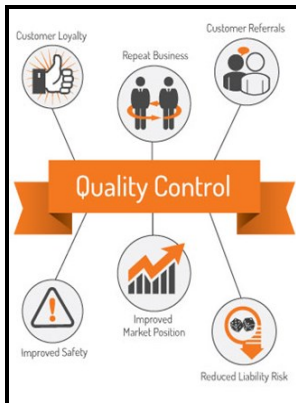 Customer Loyalty
Repeat Business
Customer Referrals
Quality Control
Improved Safety
Improved
Market Position
Reduced Liability Risk